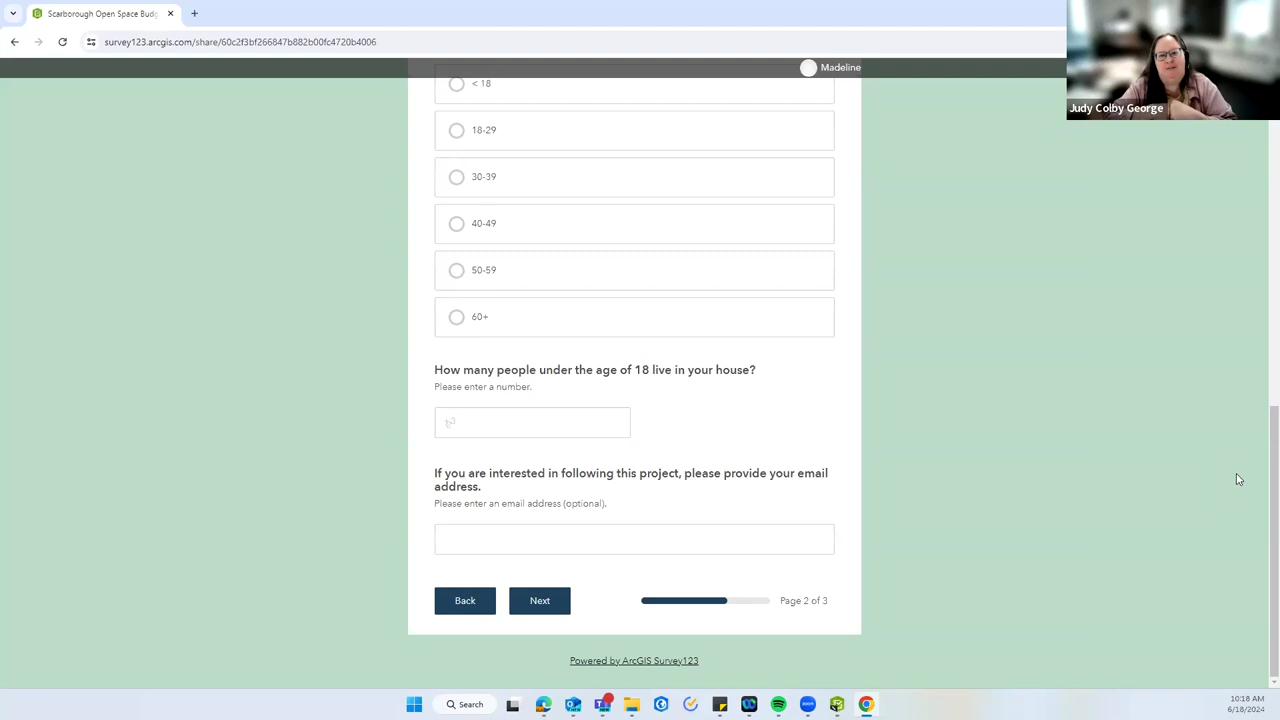 Scarborough Open Space Budg
survey123.arcgis.com/share/60c2f3bf266847b882b00fc4720b4006
Madeline
Judy Colby George
< 18
18-29
30-39
40-49
50-59
60+
How many people under the age of 18 live in your house?
Please enter a number.
If you are interested in following this project, please provide your email
address.
Please enter an email address (optional).
Back
Next
Page 2 of 3
Powered by ArcGIS Survey123
Search
10:18 AM
6/18/2024